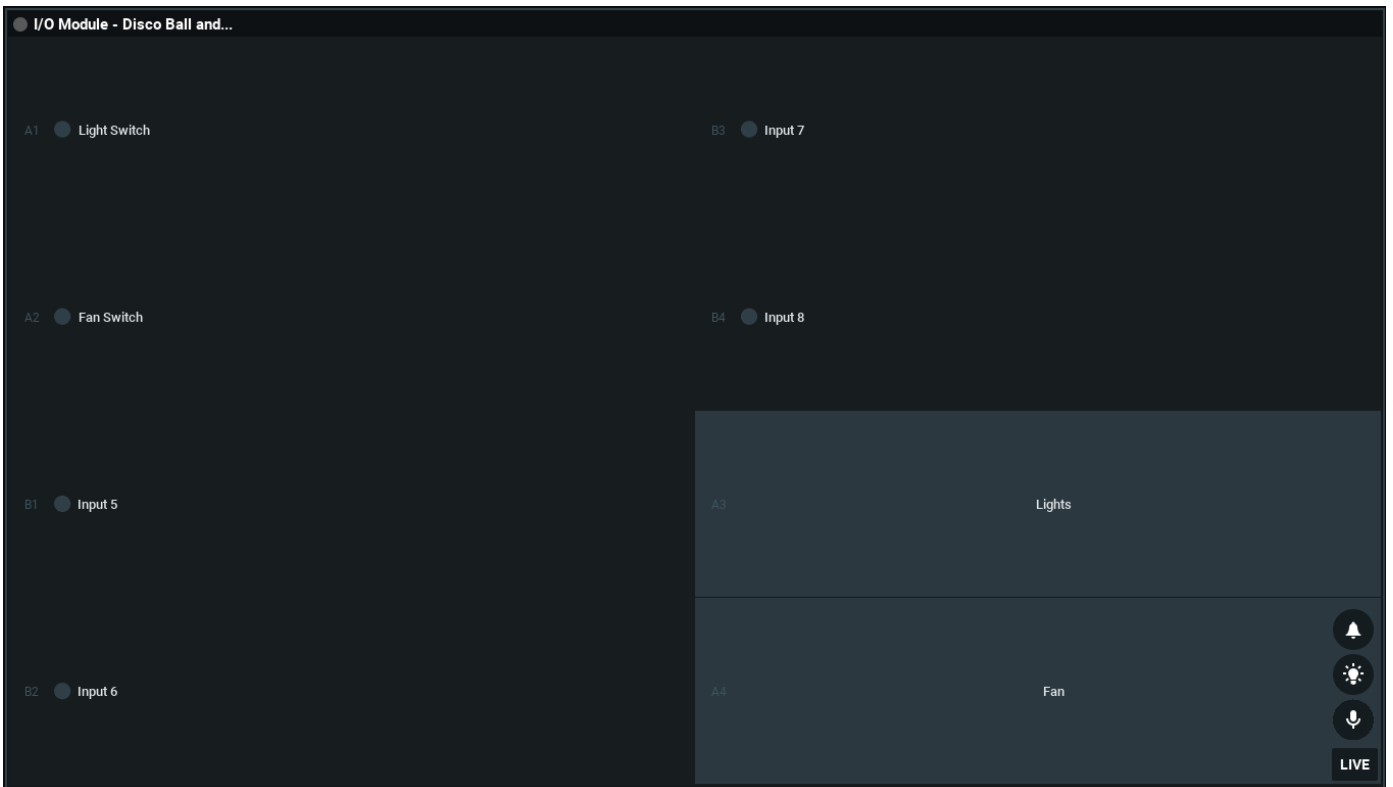 I/O Module - Disco Ball and...
A1 Light Switch
A2 Fan Switch
B1 Input 5
B2 Input 6
B3 Input 7
B4 Input 8
A3 Lights
A4 Fan
LIVE